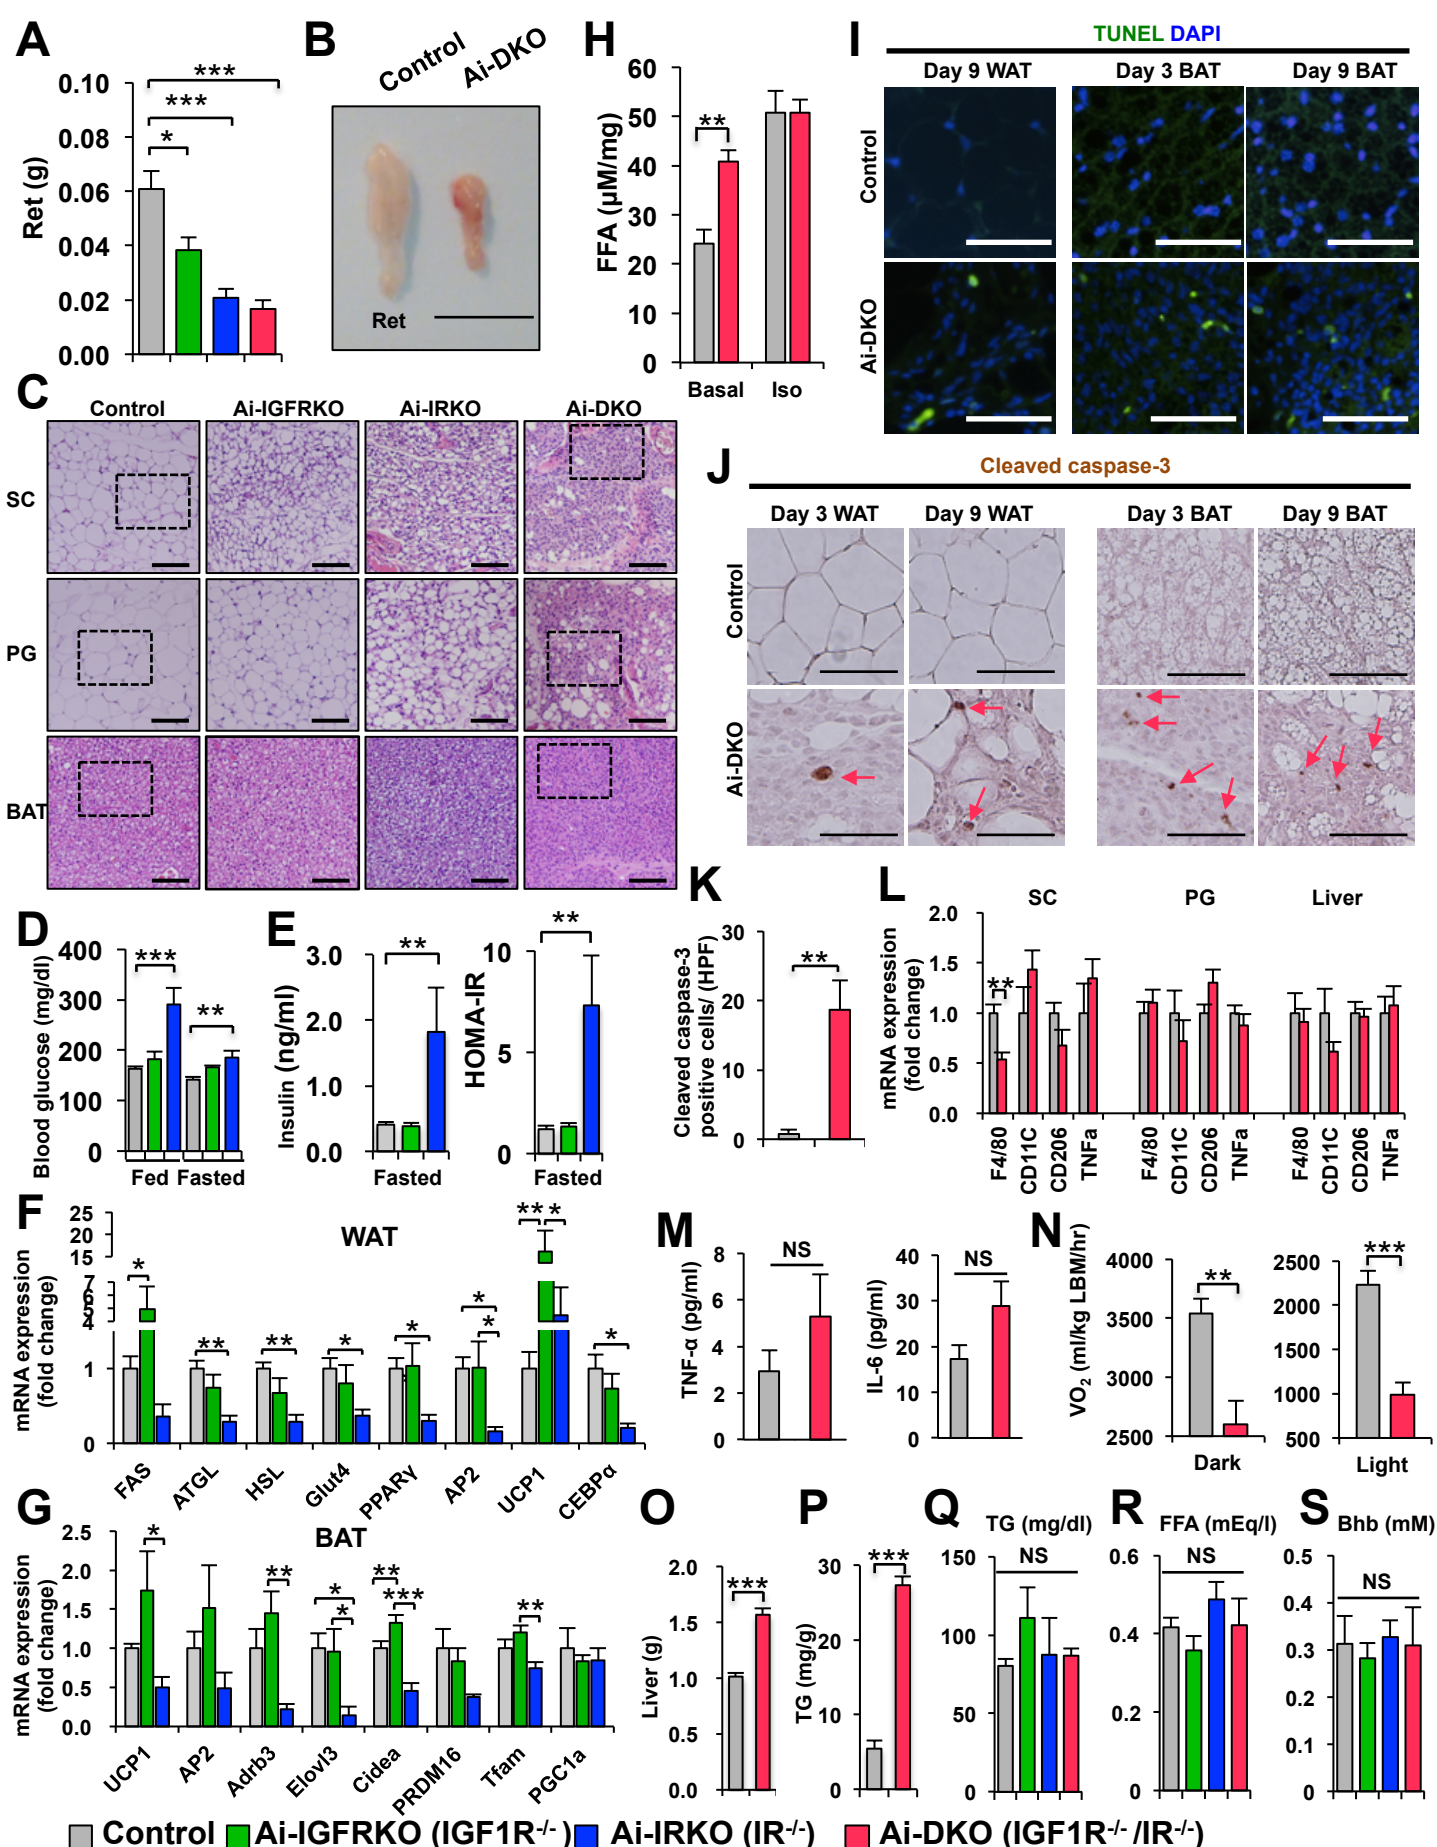 A
***
***
*
0.10
0.08
0.06
0.04
0.02
0.00
Ret (g)
B
Control
Ai-DKO
Ret
H
60
50
40
30
20
10
0
FFA (µM/mg)
**
Basal
Iso
I
TUNEL DAPI
Day 9 WAT
Day 3 BAT
Day 9 BAT
Control
Ai-DKO
C
Control
Ai-IGFRKO
Ai-IRKO
Ai-DKO
SC
PG
BAT
J
Cleaved caspase-3
Day 3 WAT
Day 9 WAT
Day 3 BAT
Day 9 BAT
Control
Ai-DKO
D
400
300
200
100
0
Blood glucose (mg/dl)
***
**
Fed
Fasted
E
3.0
2.0
1.0
0.0
Insulin (ng/ml)
**
Fasted
10
5
0
HOMA-IR
**
Fasted
K
30
20
10
0
Cleaved caspase-3
positive cells/ (HPF)
**
L
SC
PG
Liver
2.0
1.5
1.0
0.5
0.0
mRNA expression
(fold change)
**
F4/80
CD11C
CD206
TNFa
F4/80
CD11C
CD206
TNFa
F4/80
CD11C
CD206
TNFa
F
WAT
25
20
15
7
6
5
4
1
0
mRNA expression
(fold change)
*
**
**
*
*
*
*
**
*
*
FAS
ATGL
HSL
Glut4
PPARγ
AP2
UCP1
CEBPα
M
8
6
4
2
0
TNF-α (pg/ml)
NS
40
30
20
10
0
IL-6 (pg/ml)
NS
N
4000
3500
3000
2500
VO2 (ml/kg LBM/hr)
**
Dark
2500
2000
1500
1000
500
***
Light
G
BAT
2.5
2.0
1.5
1.0
0.5
0.0
mRNA expression
(fold change)
*
**
*
*
**
***
**
UCP1
AP2
Adrb3
Elovl3
Cidea
PRDM16
Tfam
PGC1a
O
2.0
1.5
1.0
0.5
0.0
Liver (g)
***
P
30
20
10
0
TG (mg/g)
***
Q
TG (mg/dl)
NS
150
100
50
0
R
FFA (mEq/l)
NS
0.6
0.4
0.2
0
S
Bhb (mM)
NS
0.5
0.4
0.3
0.2
0.1
0
Control Ai-IGFRKO (IGF1R-/-) Ai-IRKO (IR-/-) Ai-DKO (IGF1R-/-/IR-/-)